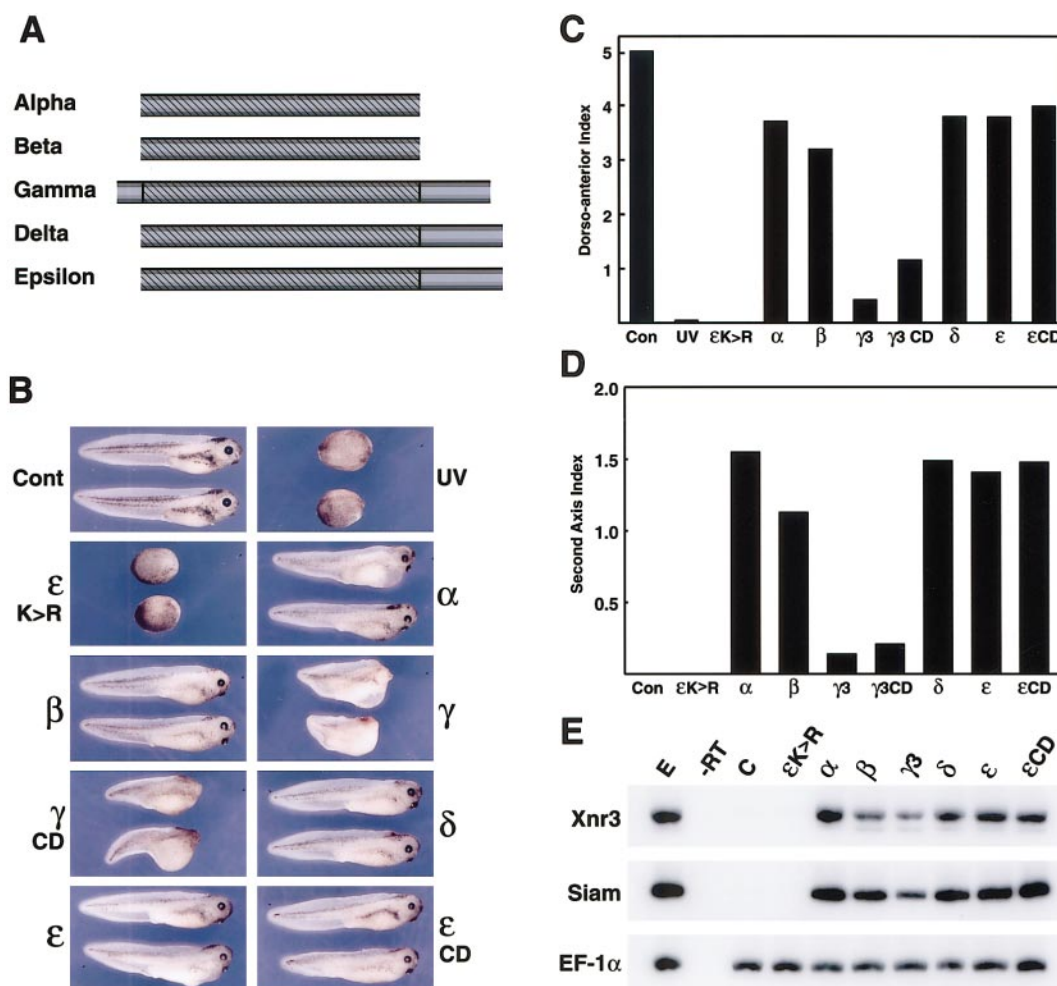 A
Alpha
Beta
Gamma
Delta
Epsilon
B
Cont
UV
ε
K>R
α
β
γ
γ
CD
δ
ε
ε
CD
C
Dorso-anterior Index
5
4
3
2
1
Con UV εK>R α β γ3 γ3 CD δ ε εCD
D
Second Axis Index
2.0
1.5
1.0
0.5
Con εK>R α β γ3 γ3CD δ ε εCD
E
E -RT C εK>R α β γ3 δ ε εCD
Xnr3
Siam
EF-1α